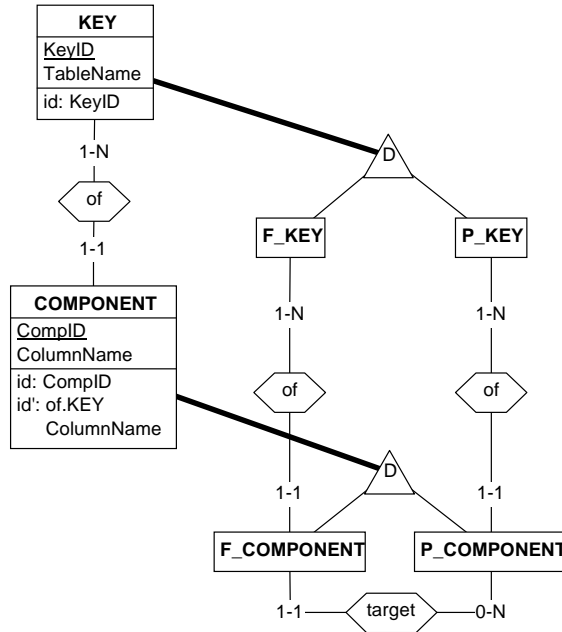 KEY
KeyID
TableName
id: KeyID
D
1-N
of
1-1
F_KEY
P_KEY
COMPONENT
CompID
ColumnName
id: CompID
id': of.KEY
ColumnName
1-N
1-N
of
of
D
1-1
1-1
F_COMPONENT
P_COMPONENT
1-1
target
0-N